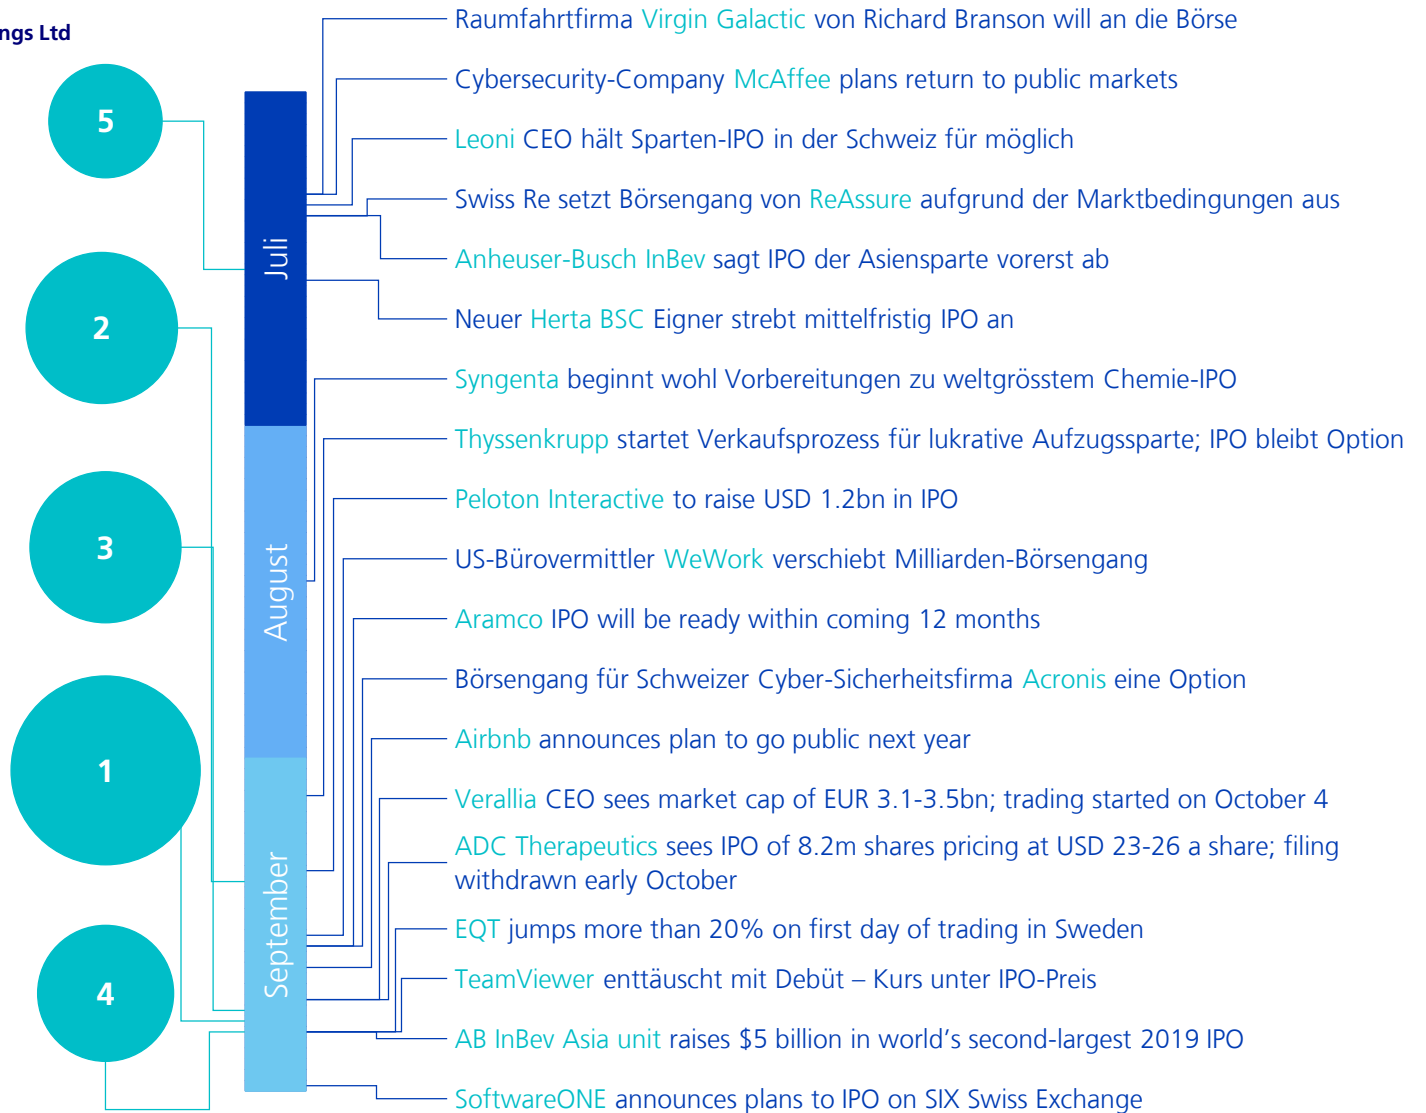 ngs Ltd
Raumfahrtfirma Virgin Galactic von Richard Branson will an die Börse
Cybersecurity-Company McAffee plans return to public markets
5
Leoni CEO hält Sparten-IPO in der Schweiz für möglich
Swiss Re setzt Börsengang von ReAssure aufgrund der Marktbedingungen aus
Juli
Anheuser-Busch InBev sagt IPO der Asiensparte vorerst ab
2
Neuer Herta BSC Eigner strebt mittelfristig IPO an
Syngenta beginnt wohl Vorbereitungen zu weltgrösstem Chemie-IPO
Thyssenkrupp startet Verkaufsprozess für lukrative Aufzugssparte; IPO bleibt Option
Peloton Interactive to raise USD 1.2bn in IPO
3
US-Bürovermittler WeWork verschiebt Milliarden-Börsengang
August
Aramco IPO will be ready within coming 12 months
Börsengang für Schweizer Cyber-Sicherheitsfirma Acronis eine Option
Airbnb announces plan to go public next year
1
Verallia CEO sees market cap of EUR 3.1-3.5bn; trading started on October 4
ADC Therapeutics sees IPO of 8.2m shares pricing at USD 23-26 a share; filing
withdrawn early October
September
EQT jumps more than 20% on first day of trading in Sweden
TeamViewer enttäuscht mit Debüt – Kurs unter IPO-Preis
4
AB InBev Asia unit raises $5 billion in world's second-largest 2019 IPO
SoftwareONE announces plans to IPO on SIX Swiss Exchange